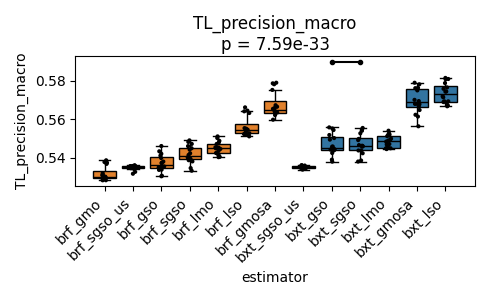 TL_precision_macro
p = 7.59e-33
TL_precision_macro
0.58
0.56
0.54
brf_gmo
brf_sgso_us
brf_gso
brf_sgso
brf_lmo
brf_lso
brf_gmosa
bxt_sgso_us
bxt_gso
bxt_sgso
bxt_lmo
bxt_gmosa
bxt_lso
estimator